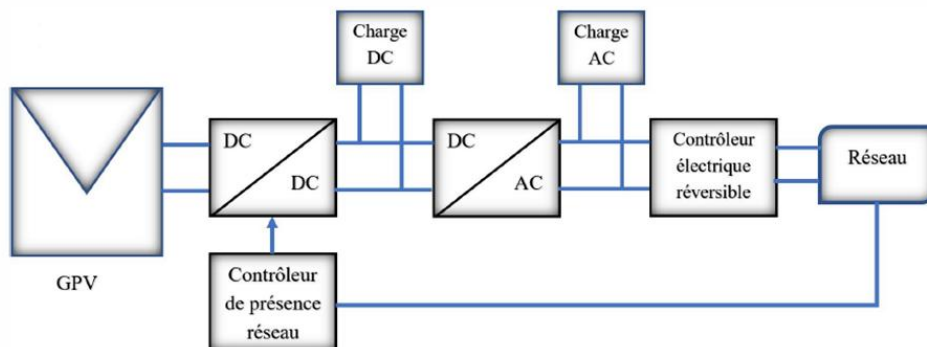 Charge
DC
Charge
AC
DC
DC
DC
AC
Contrôleur
électrique
réversible
Réseau
GPV
Contrôleur
de présence
réseau